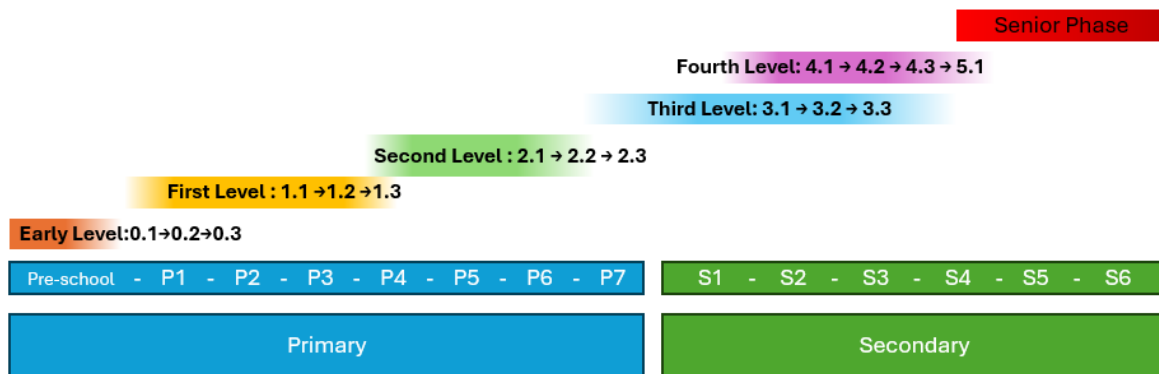 Senior Phase
Fourth Level: 4.1 → 4.2 → 4.3 → 5.1
Third Level: 3.1 → 3.2 → 3.3
Second Level : 2.1 → 2.2 → 2.3
First Level : 1.1 →1.2 →1.3
Early Level:0.1→0.2→0.3
Pre-school - P1 - P2 - P3 - P4 - P5 - P6 - P7
S1 - S2 - S3 - S4 - S5 - S6
Primary
Secondary